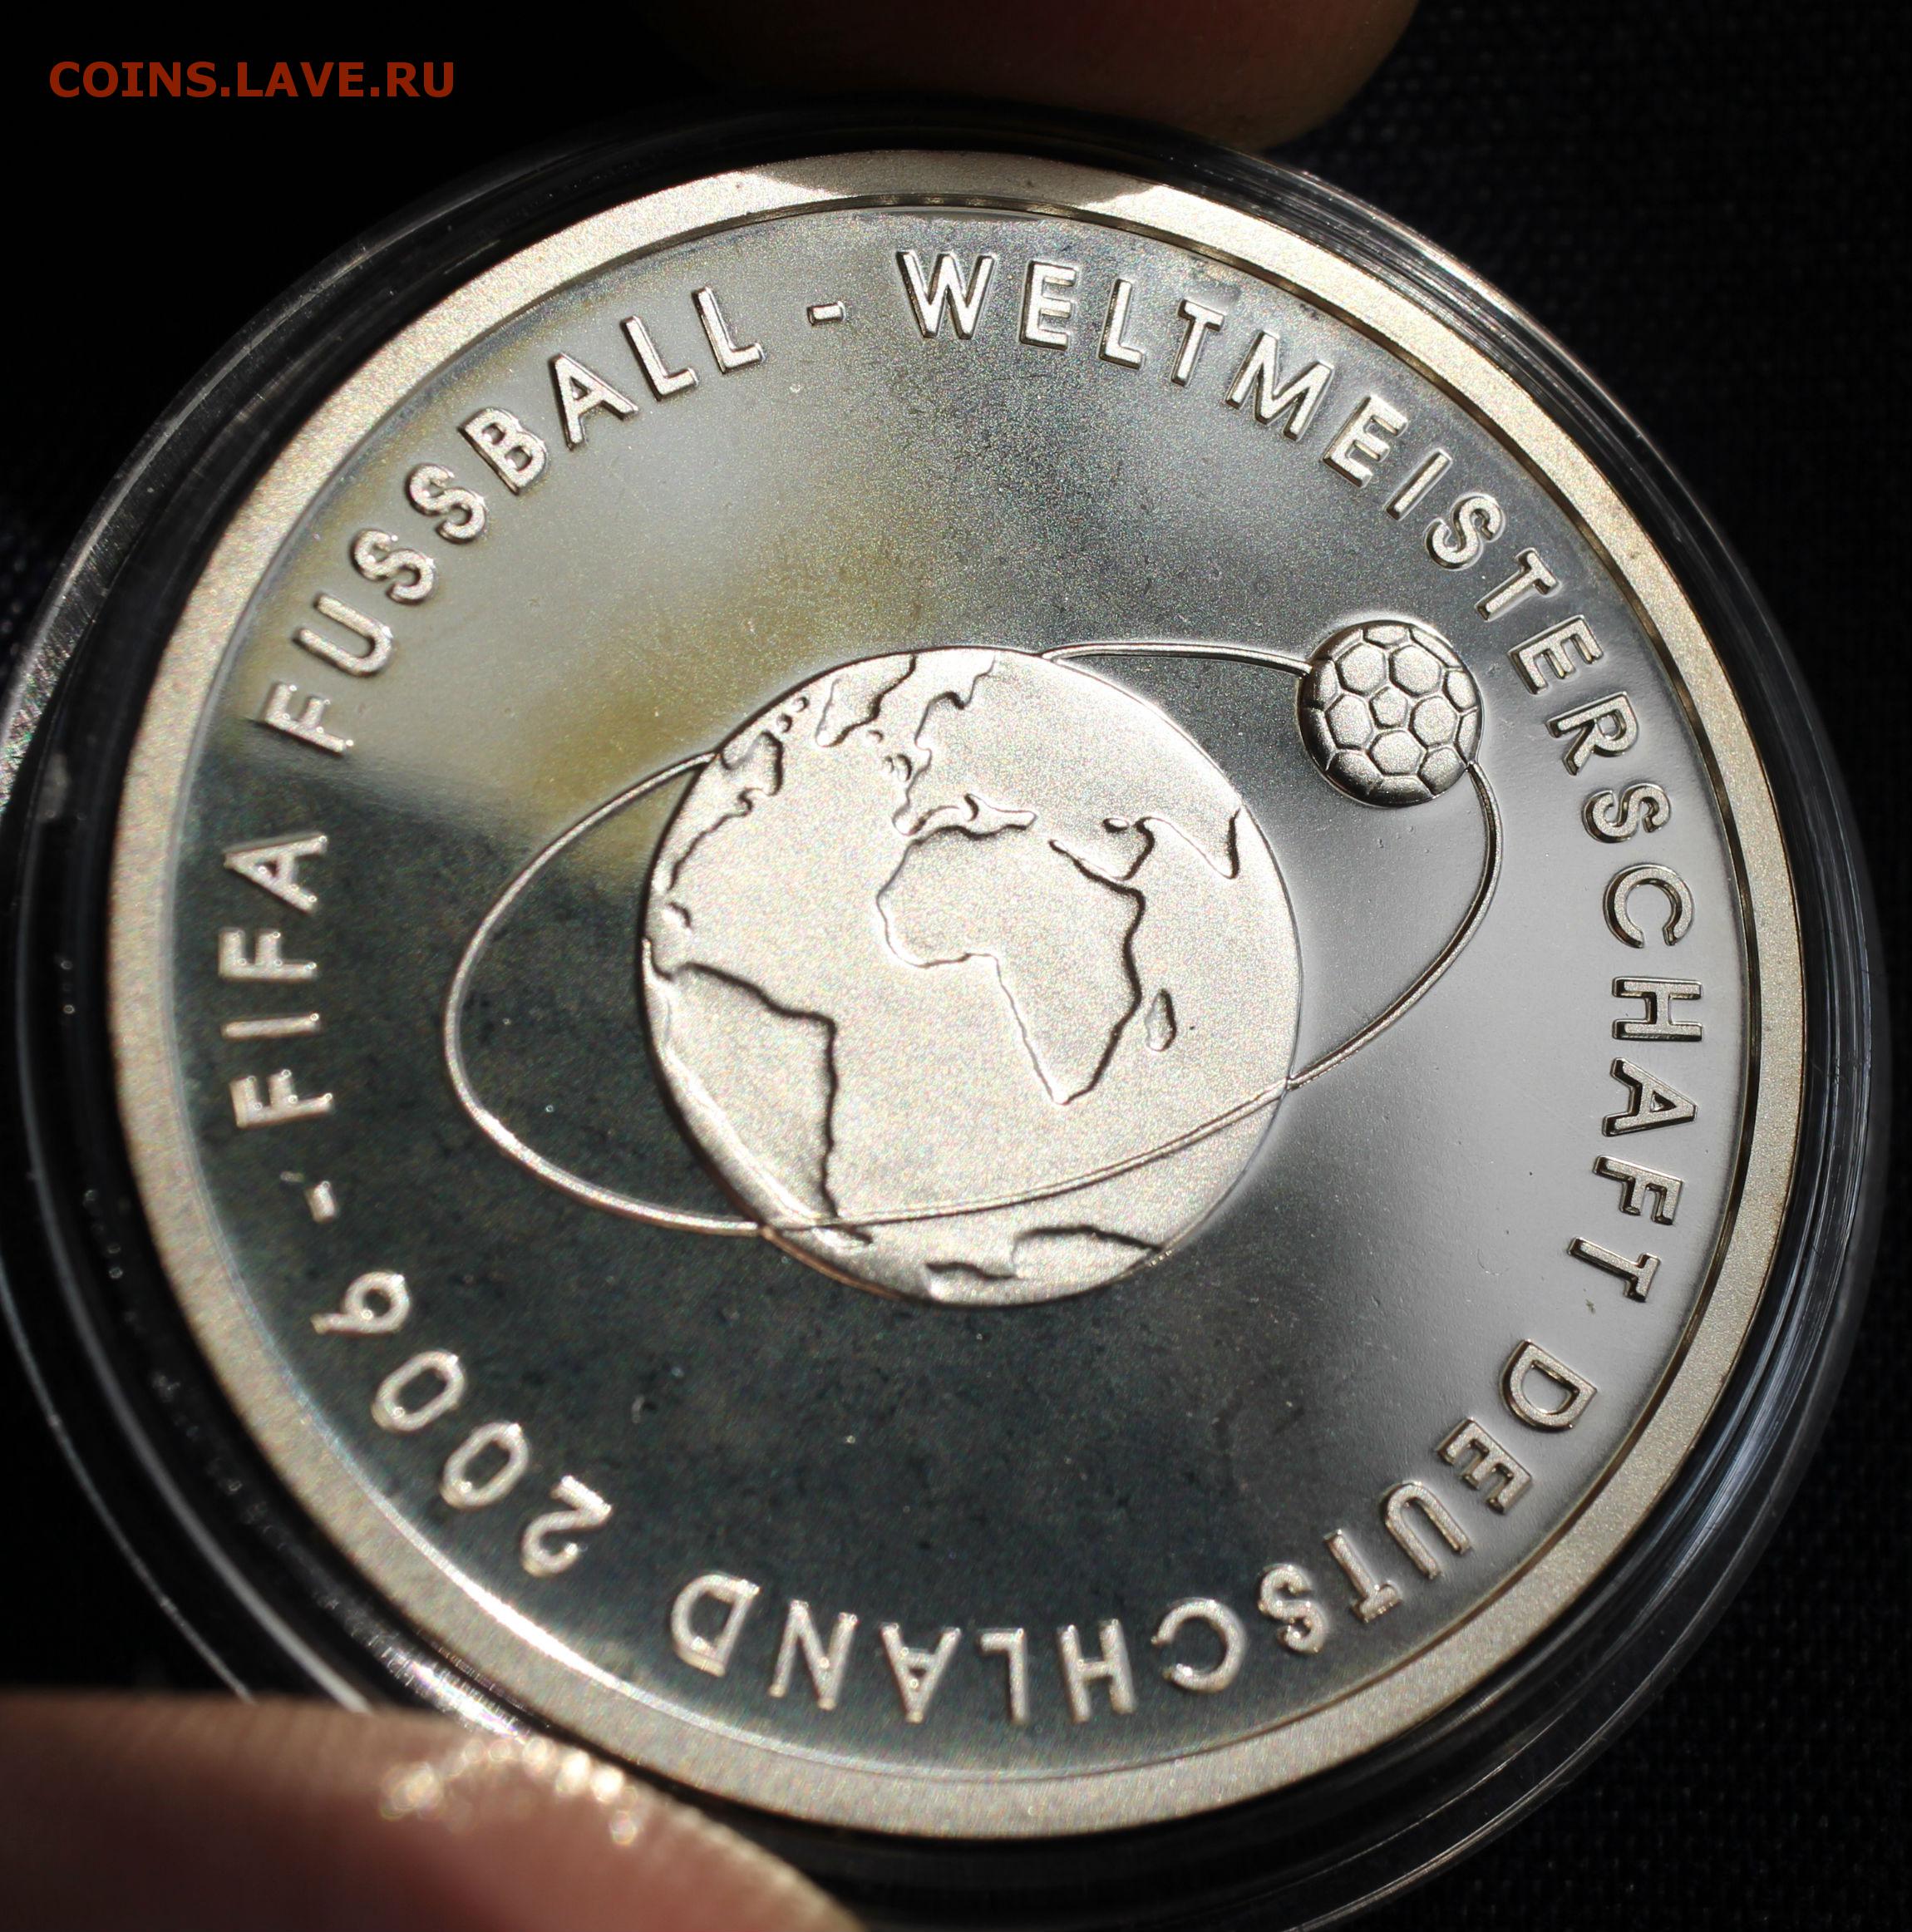 COINS.LAVE.RU
FIFA FUSSBALL - WELTMEISTERSCHAFT DEUTSCHLAND 2006 -